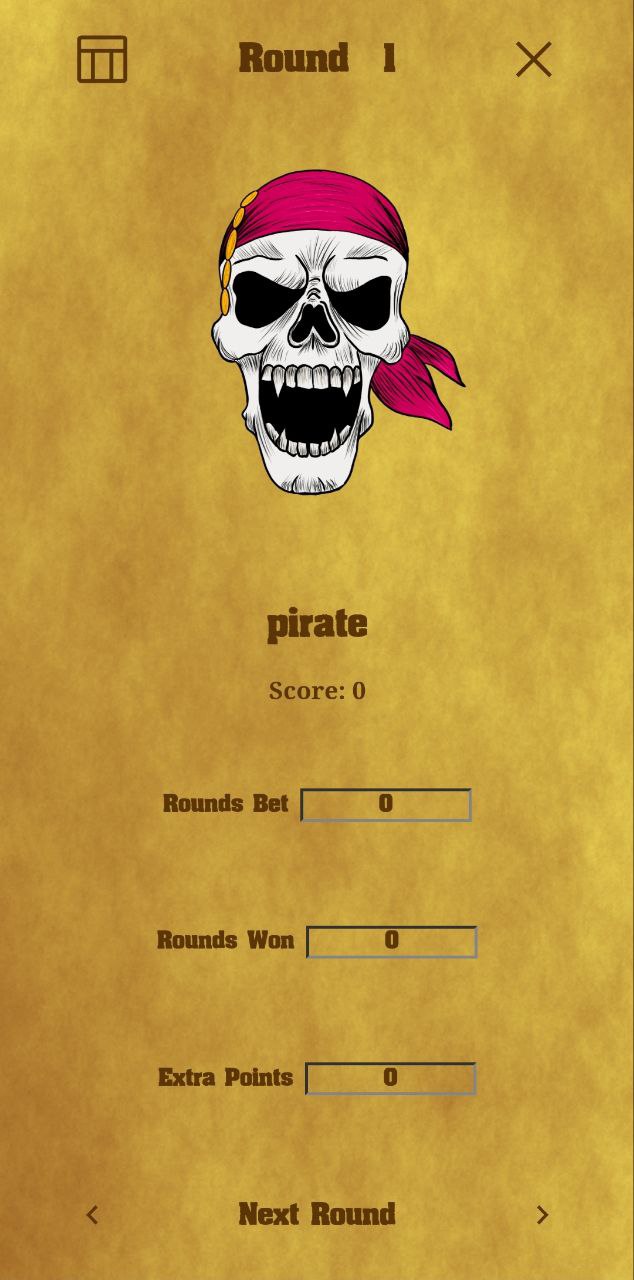 Round 1
pirate
Score: 0
Rounds Bet 0
Rounds Won 0
Extra Points 0
Next Round